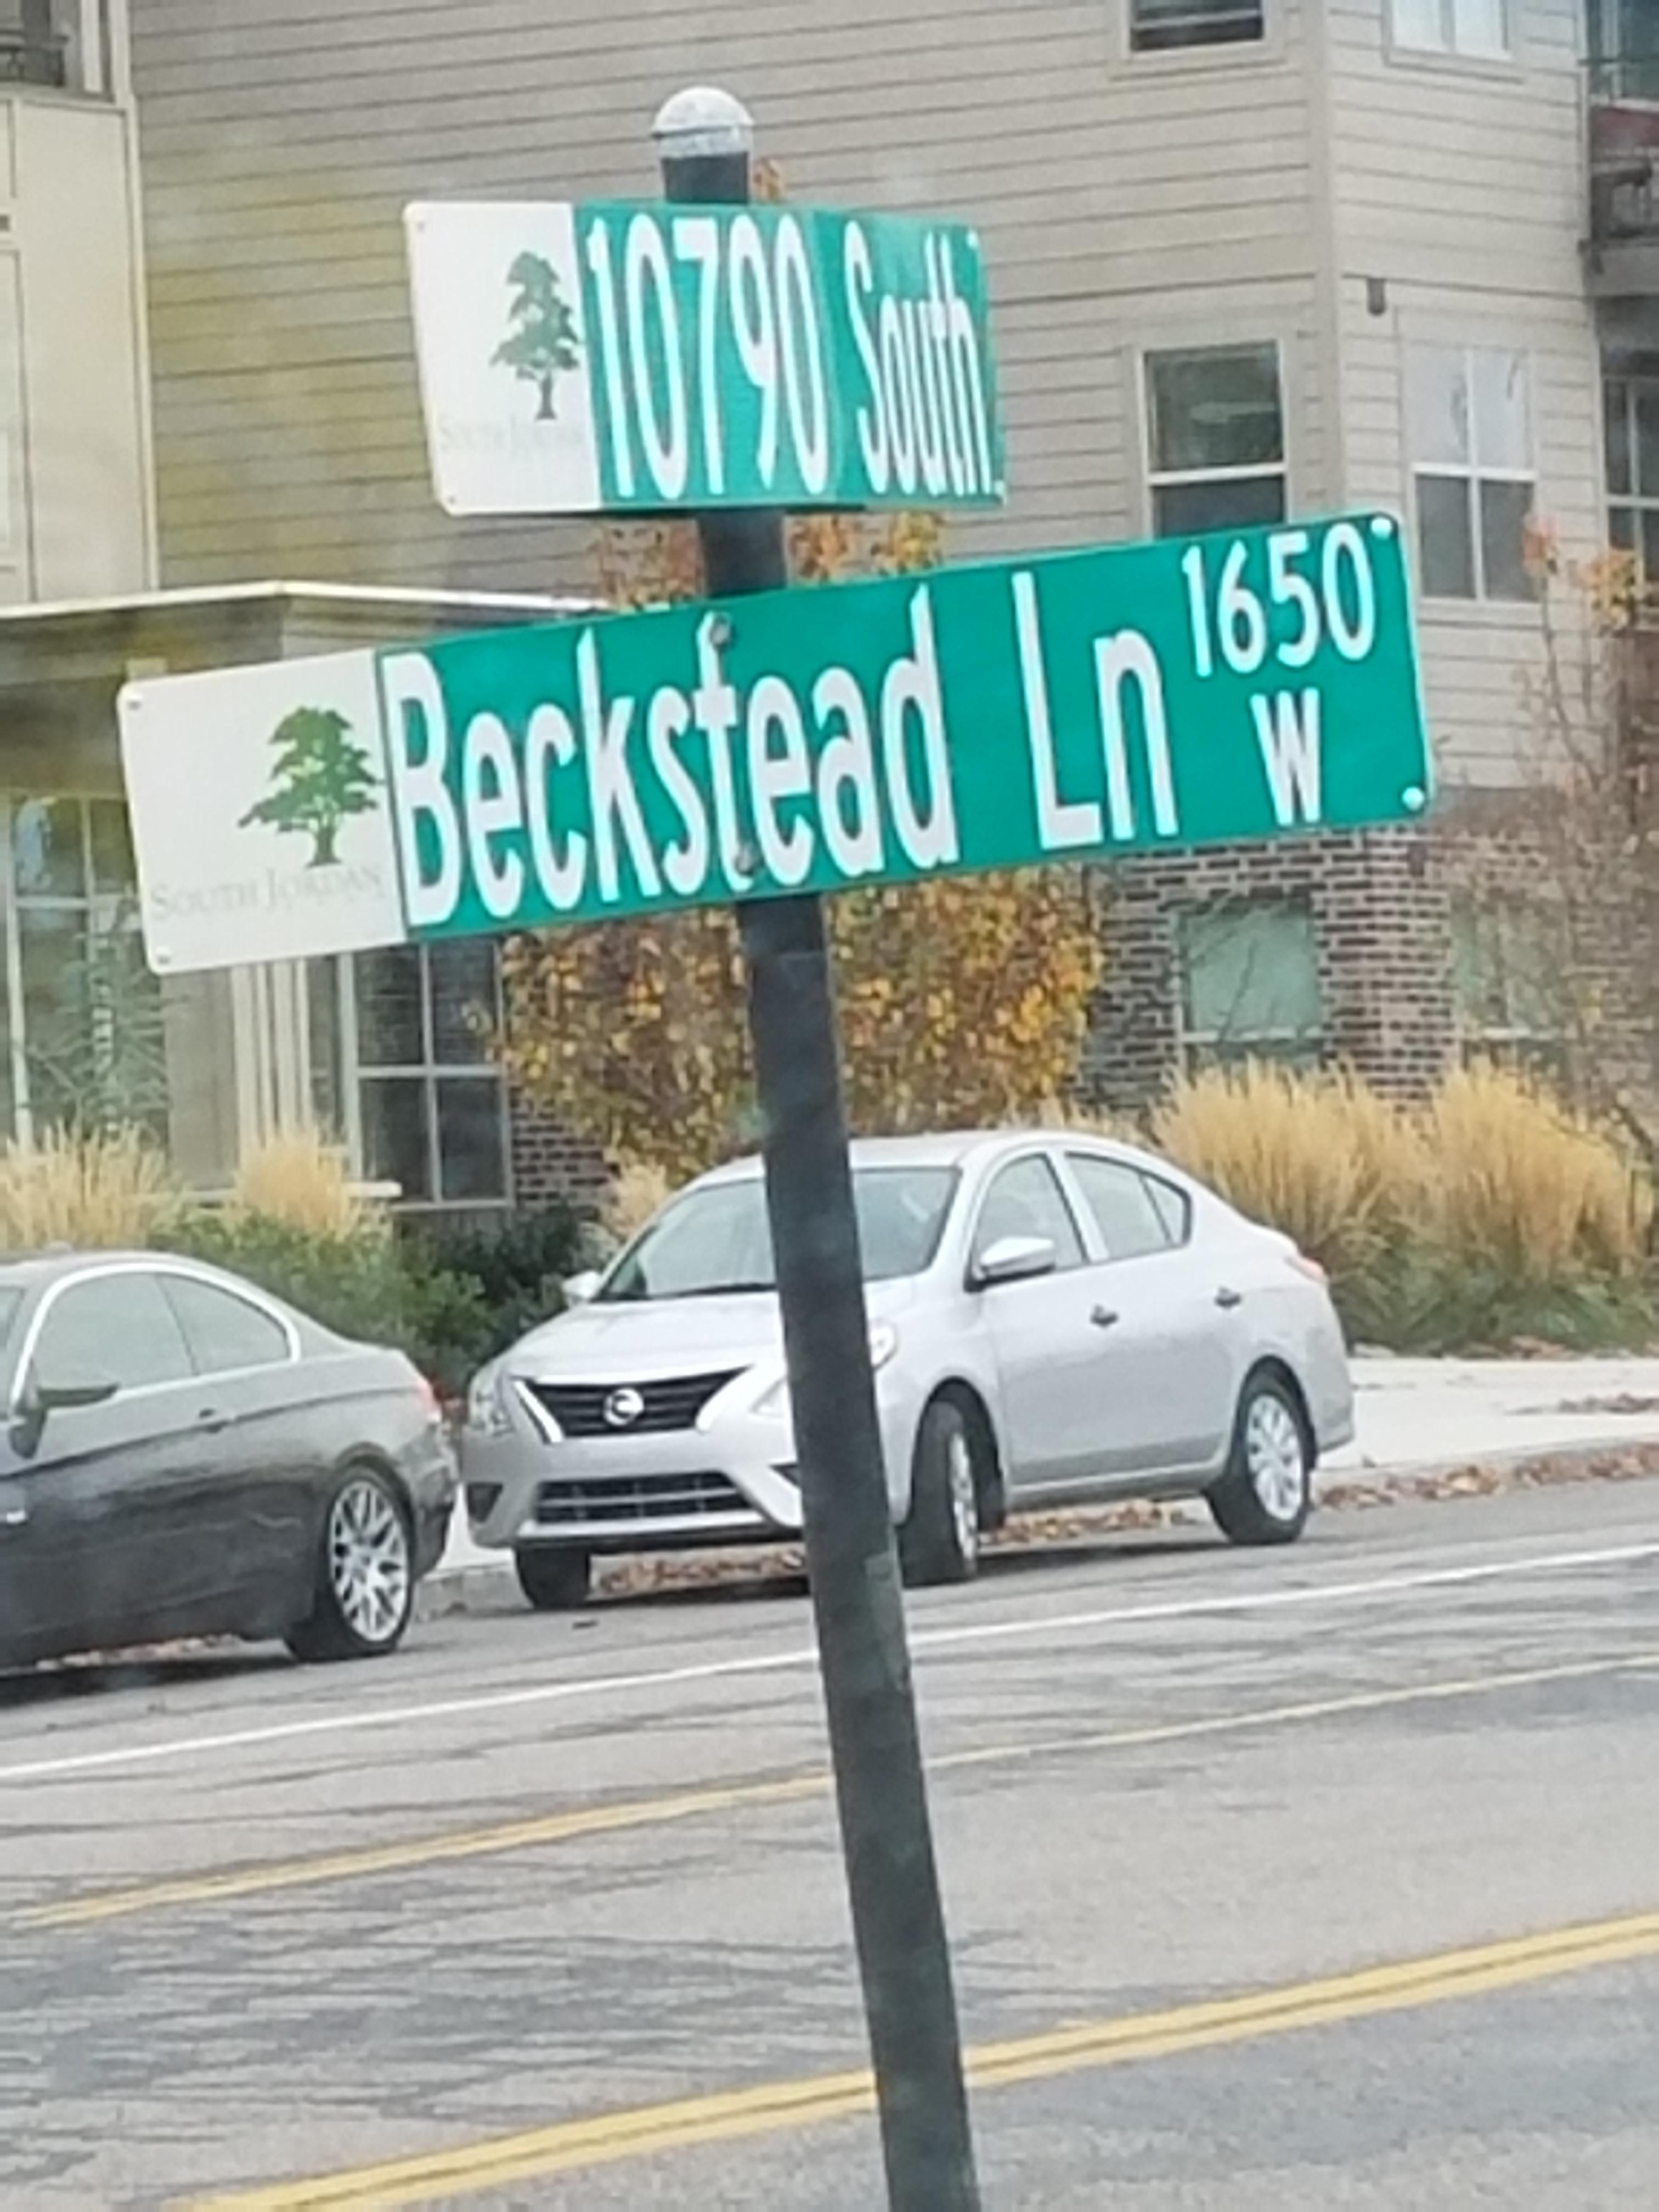 10790 South
SOUTH JORDAN
Beckstead Ln 1650
W
SOUTH JORDAN